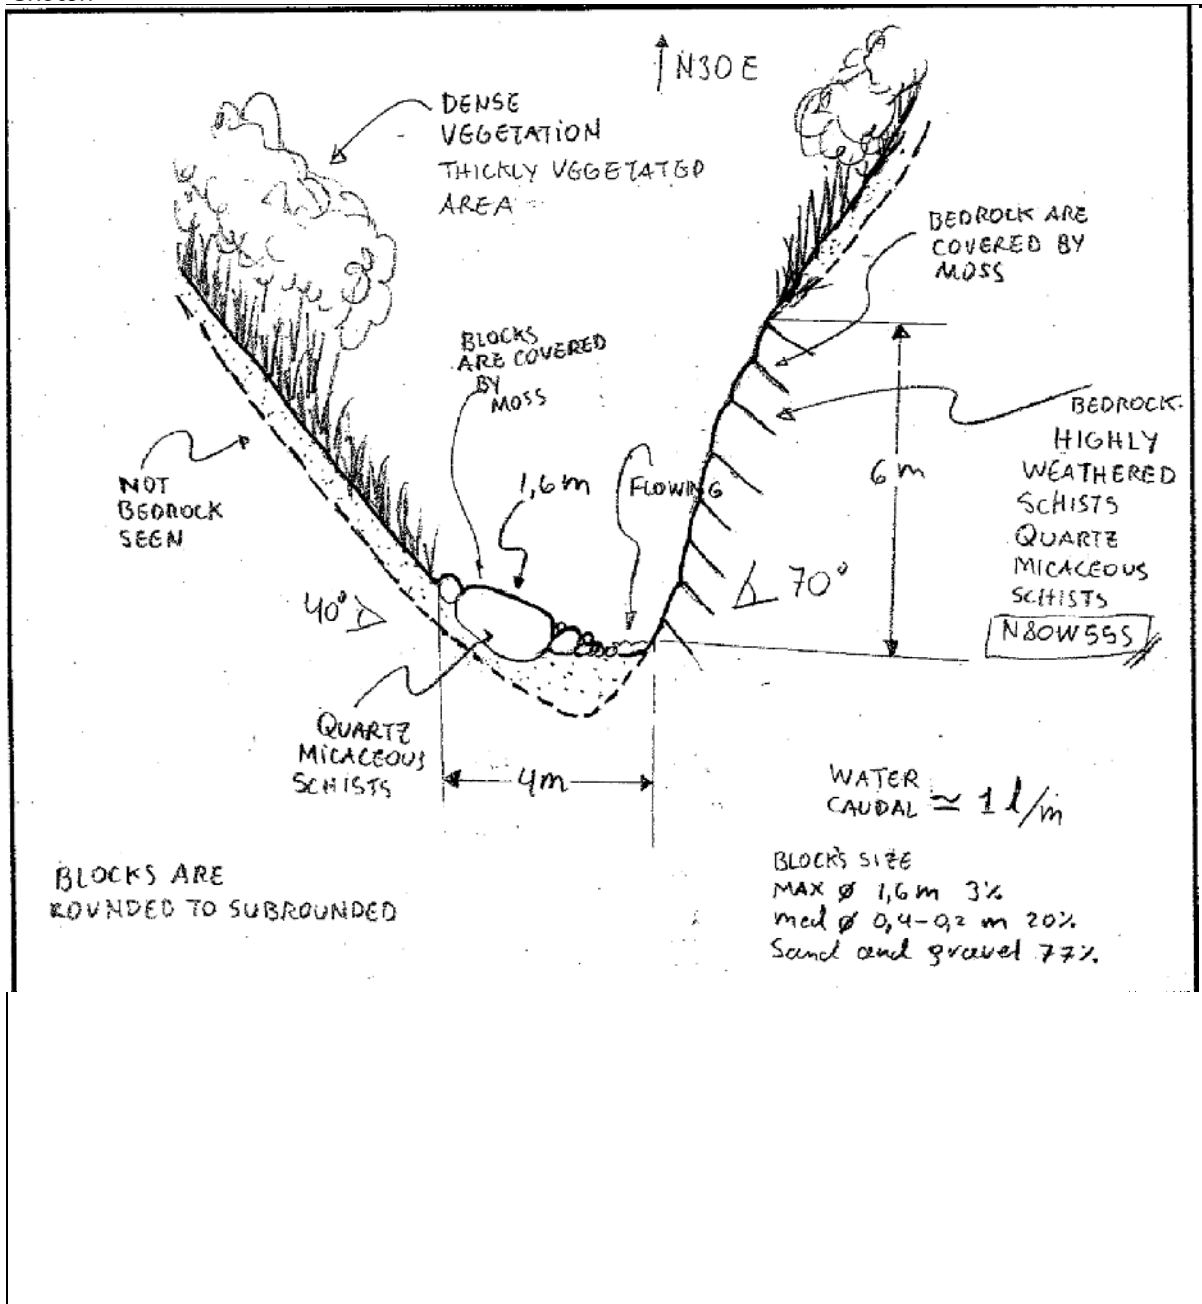 N30E
DENSE
VEGETATION
THICKLY VEGETATED
AREA
BEDROCK ARE
COVERED BY
MOSS
BLOCKS
ARE COVERED
BY
MOSS
NOT
BEDROCK
SEEN
1,6m
FLOWING
6m
BEDROCK
HIGHLY
WEATHERED
SCHISTS
QUARTZ
MICACEOUS
SCHISTS
N80W55S
40°
70°
QUARTZ
MICACEOUS
SCHISTS
4m
WATER
CAUDAL ≃ 1 l/m
BLOCKS ARE
ROUNDED TO SUBROUNDED
BLOCK'S SIZE
MAX ø 1,6m 3%
med ø 0,4-0,2 m 20%
Sand and gravel 77%